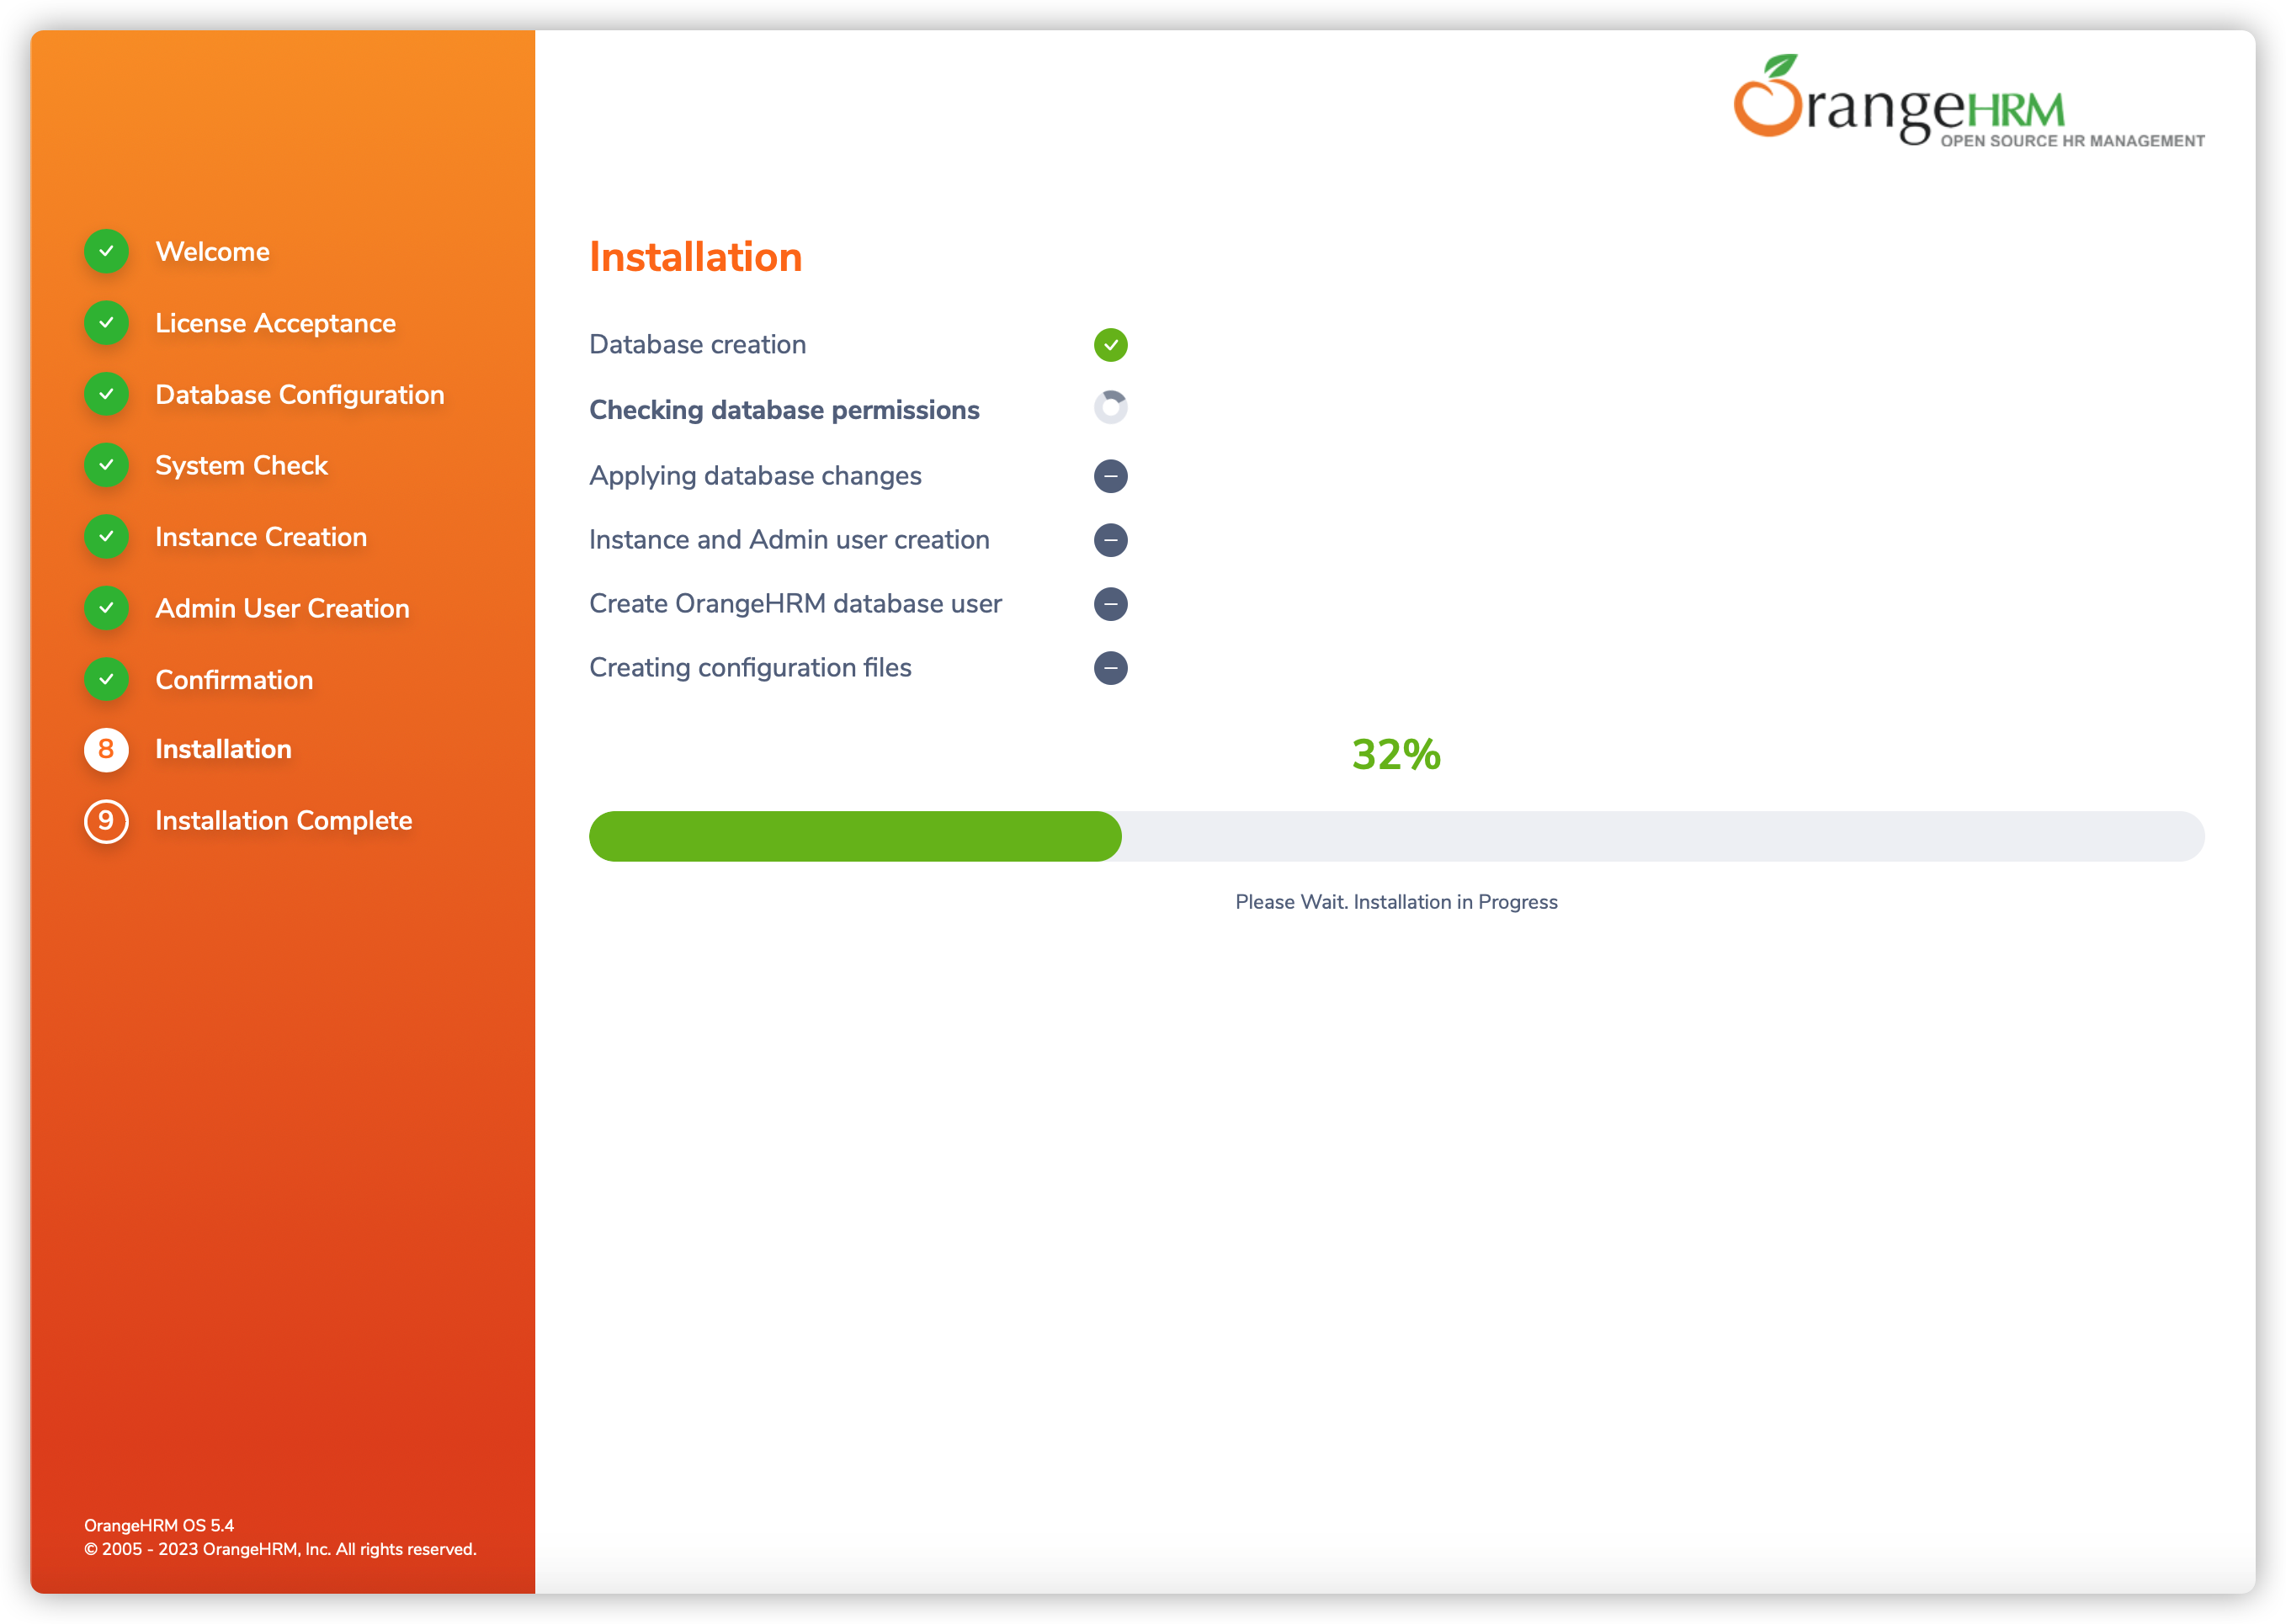 OrangeHRM
OPEN SOURCE HR MANAGEMENT
Welcome
License Acceptance
Database Configuration
System Check
Instance Creation
Admin User Creation
Confirmation
8 Installation
9 Installation Complete
OrangeHRM OS 5.4
© 2005 - 2023 OrangeHRM, Inc. All rights reserved.
Installation
Database creation
Checking database permissions
Applying database changes
Instance and Admin user creation
Create OrangeHRM database user
Creating configuration files
32%
Please Wait. Installation in Progress